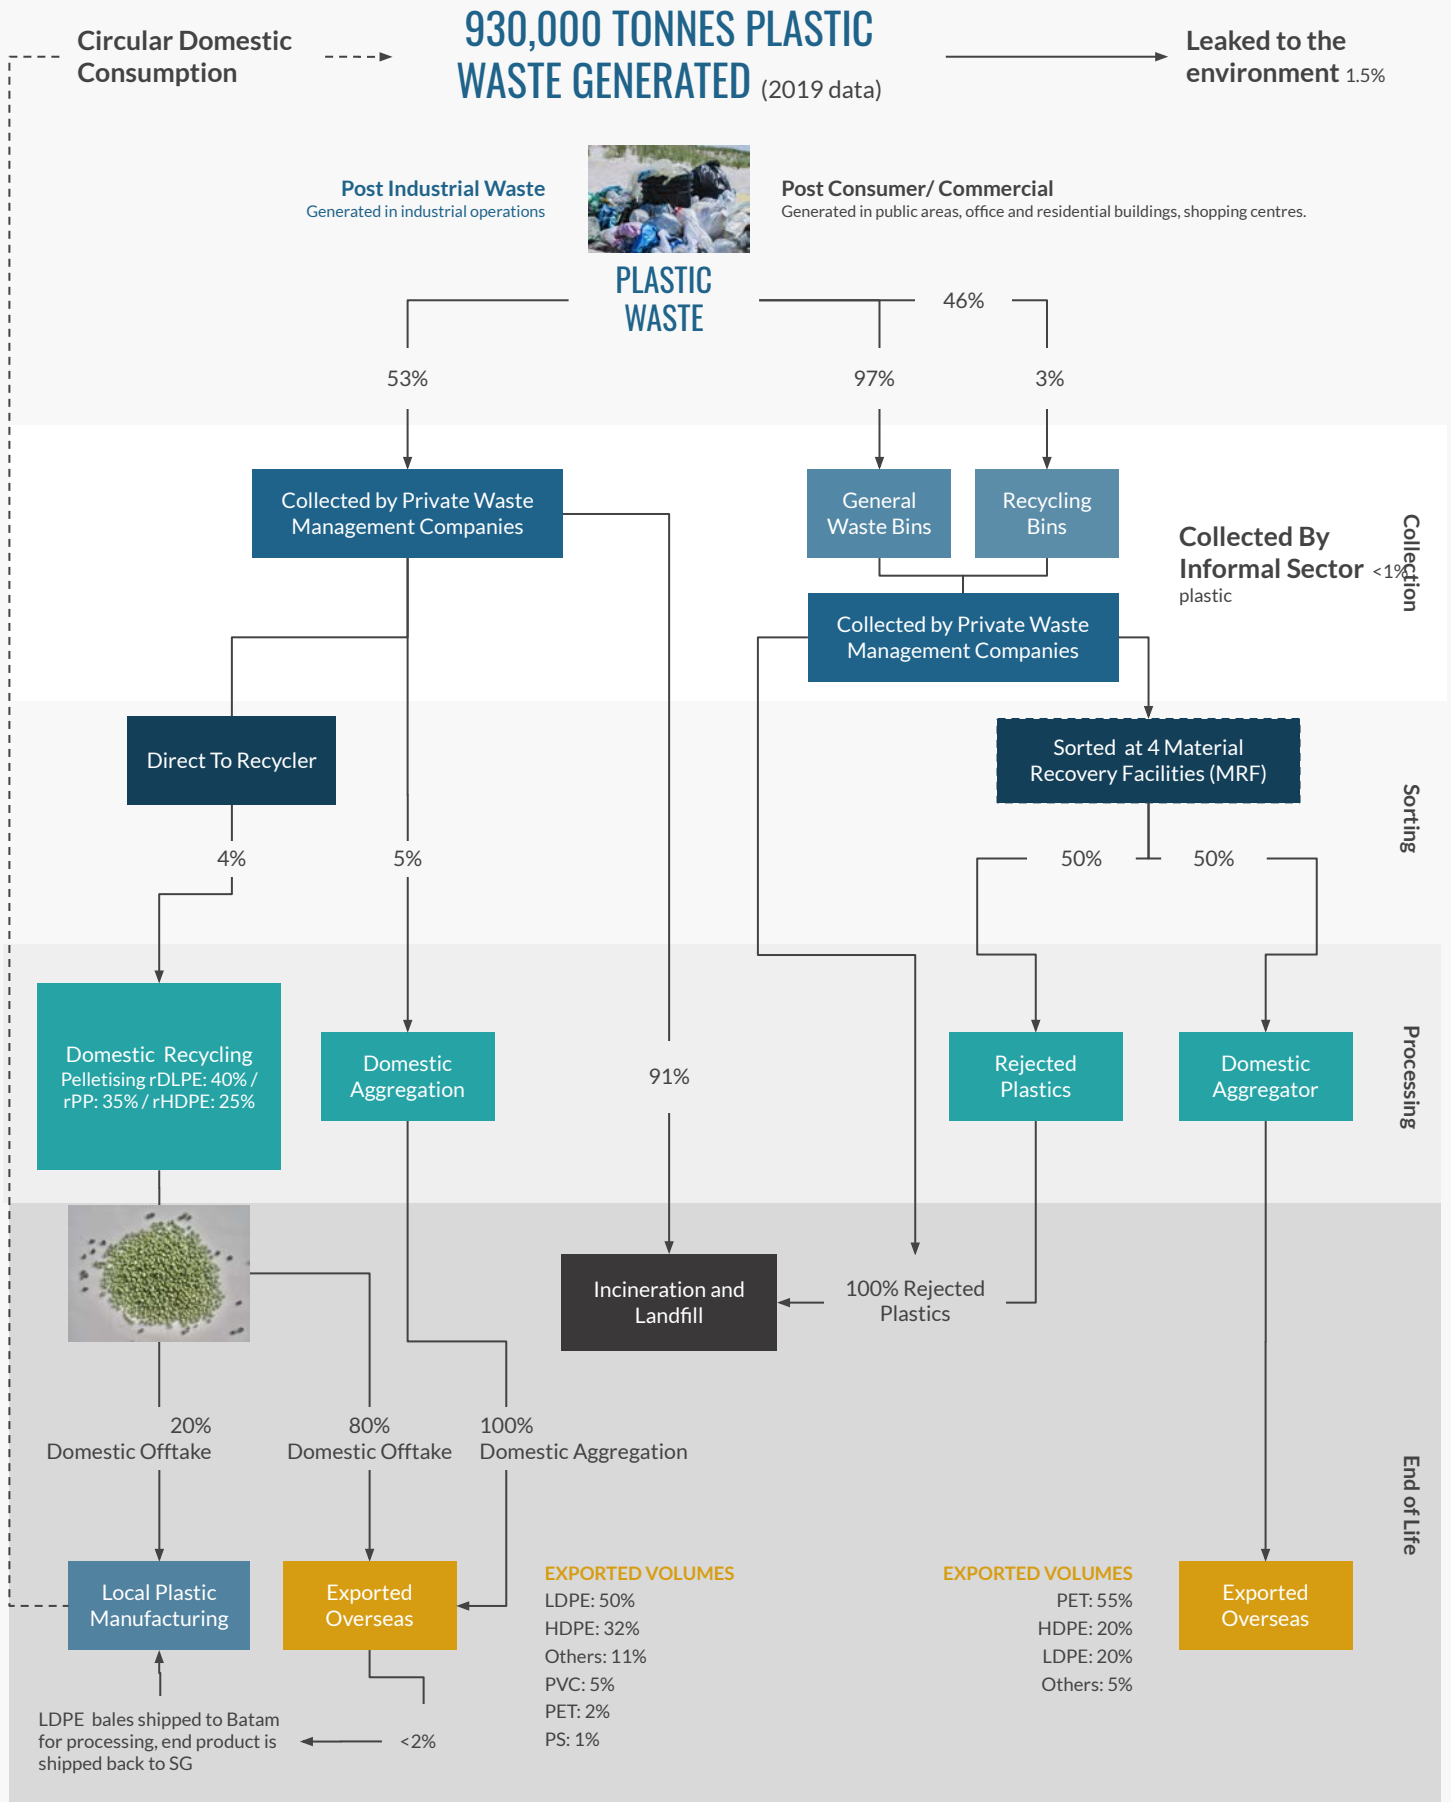 Circular Domestic
Consumption
930,000 TONNES PLASTIC
WASTE GENERATED (2019 data)
Leaked to the
environment 1.5%
Post Industrial Waste
Generated in industrial operations
Post Consumer/ Commercial
Generated in public areas, office and residential buildings, shopping centres.
PLASTIC
WASTE
46%
53%
97%
3%
Collected by Private Waste
Management Companies
General
Waste Bins
Recycling
Bins
Collected By
Informal Sector <1%
plastic
Collection
Collected by Private Waste
Management Companies
Direct To Recycler
Sorted at 4 Material
Recovery Facilities (MRF)
Sorting
4%
5%
50%
50%
Domestic Recycling
Pelletising rDLPE: 40% /
rPP: 35% / rHDPE: 25%
Domestic
Aggregation
91%
Rejected
Plastics
Domestic
Aggregator
Processing
Incineration and
Landfill
100% Rejected
Plastics
20%
Domestic Offtake
80%
Domestic Offtake
100%
Domestic Aggregation
End of Life
Local Plastic
Manufacturing
Exported
Overseas
EXPORTED VOLUMES
LDPE: 50%
HDPE: 32%
Others: 11%
PVC: 5%
PET: 2%
PS: 1%
EXPORTED VOLUMES
PET: 55%
HDPE: 20%
LDPE: 20%
Others: 5%
Exported
Overseas
LDPE bales shipped to Batam
for processing, end product is
shipped back to SG
<2%